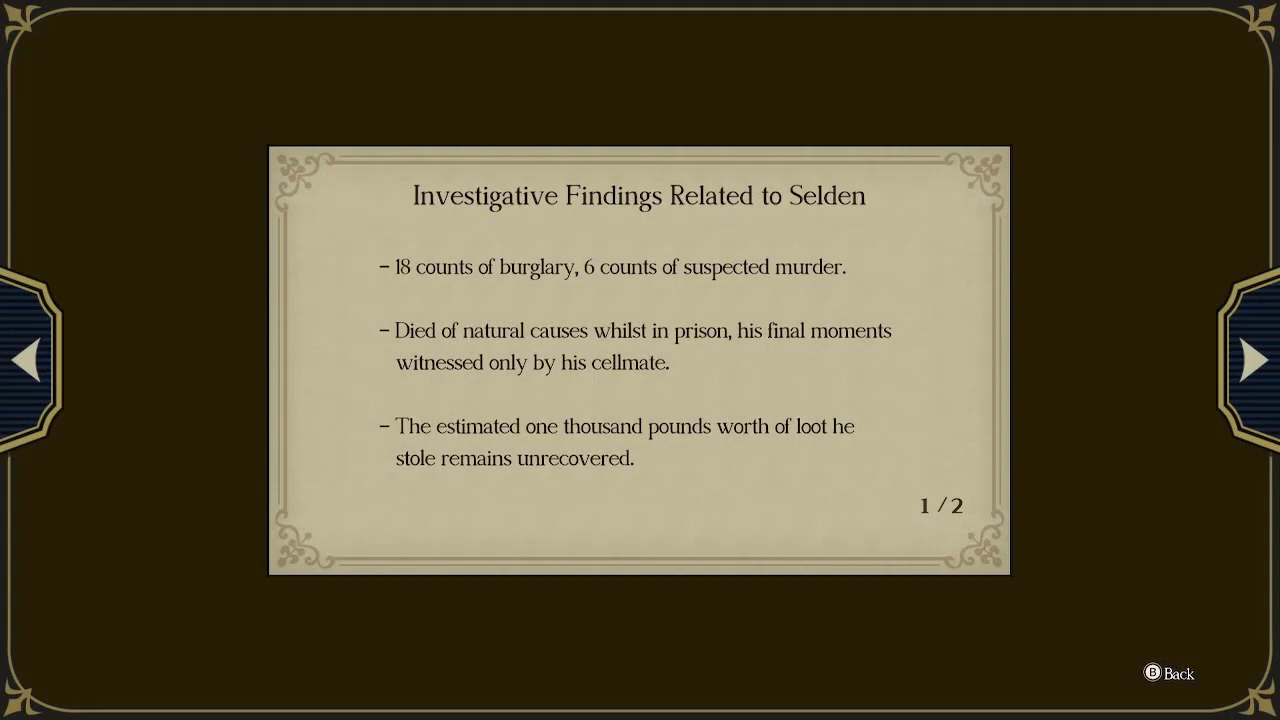 Investigative Findings Related to Selden
– 18 counts of burglary, 6 counts of suspected murder.
– Died of natural causes whilst in prison, his final moments
witnessed only by his cellmate.
– The estimated one thousand pounds worth of loot he
stole remains unrecovered.
1 / 2
B Back